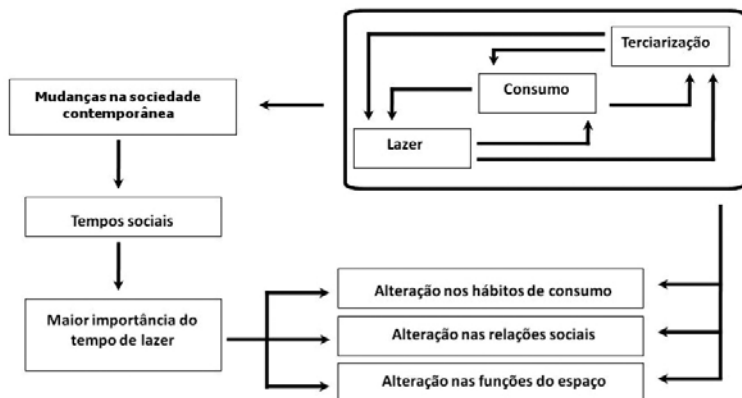 Terciarização
Consumo
Lazer
Mudanças na sociedade
contemporânea
Tempos sociais
Maior importância do
tempo de lazer
Alteração nos hábitos de consumo
Alteração nas relações sociais
Alteração nas funções do espaço